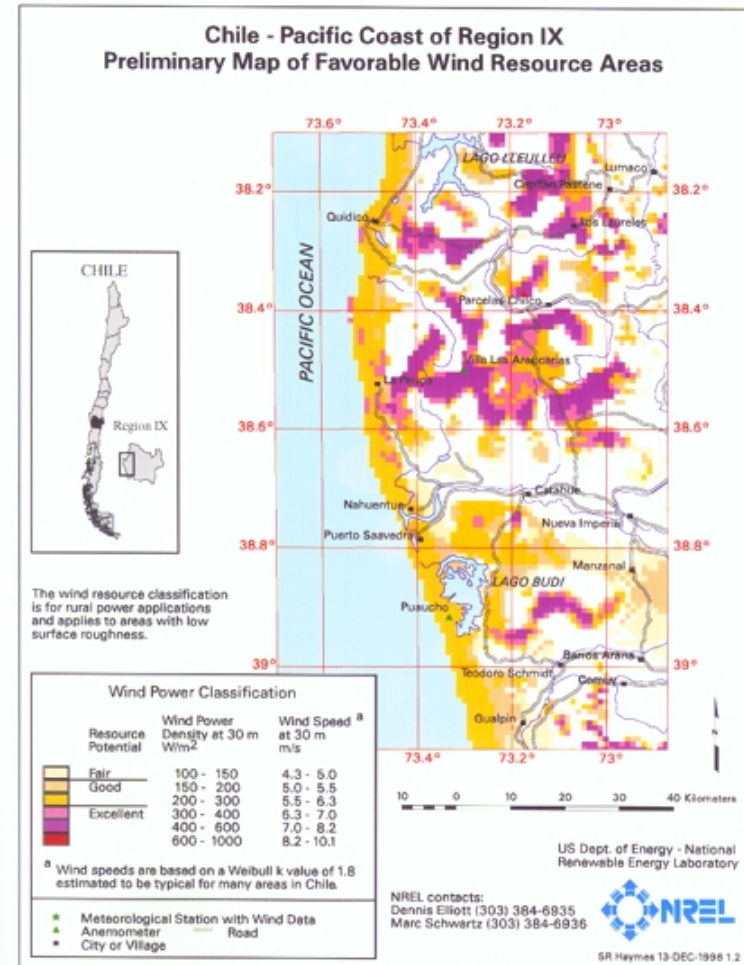 Chile - Pacific Coast of Region IX
Preliminary Map of Favorable Wind Resource Areas
73.6° 73.4° 73.2° 73°
LAGO LLEULLEU
Lumaco
Capitan Pastene
38.2° 38.2°
Quidico
Los Laureles
CHILE
PACIFIC OCEAN
Parcelas Chilco
38.4° 38.4°
Villa Las Araucarias
Region IX
38.6° 38.6°
Nahuentue
Nueva Imperial
Puerto Saavedra
38.8° 38.8°
Manzanal
LAGO BUDI
The wind resource classification
is for rural power applications
and applies to areas with low
surface roughness.
Puaucho
Barros Arana
39° 39°
Teodoro Schmidt
Comuy
Gualpin
73.4° 73.2° 73°
Wind Power Classification
Resource Potential
Wind Power Density at 30 m W/m2
Wind Speed a at 30 m m/s
Fair 100 - 150 4.3 - 5.0
Good 150 - 200 5.0 - 5.5
200 - 300 5.5 - 6.3
Excellent 300 - 400 6.3 - 7.0
400 - 600 7.0 - 8.2
600 - 1000 8.2 - 10.1
a Wind speeds are based on a Weibull k value of 1.8
estimated to be typical for many areas in Chile.
Meteorological Station with Wind Data
Anemometer Road
City or Village
10 0 10 20 30 40 Kilometers
US Dept. of Energy - National
Renewable Energy Laboratory
NREL contacts:
Dennis Elliott (303) 384-6935
Marc Schwartz (303) 384-6936
NREL
SR Haymes 13-DEC-1998 1.2